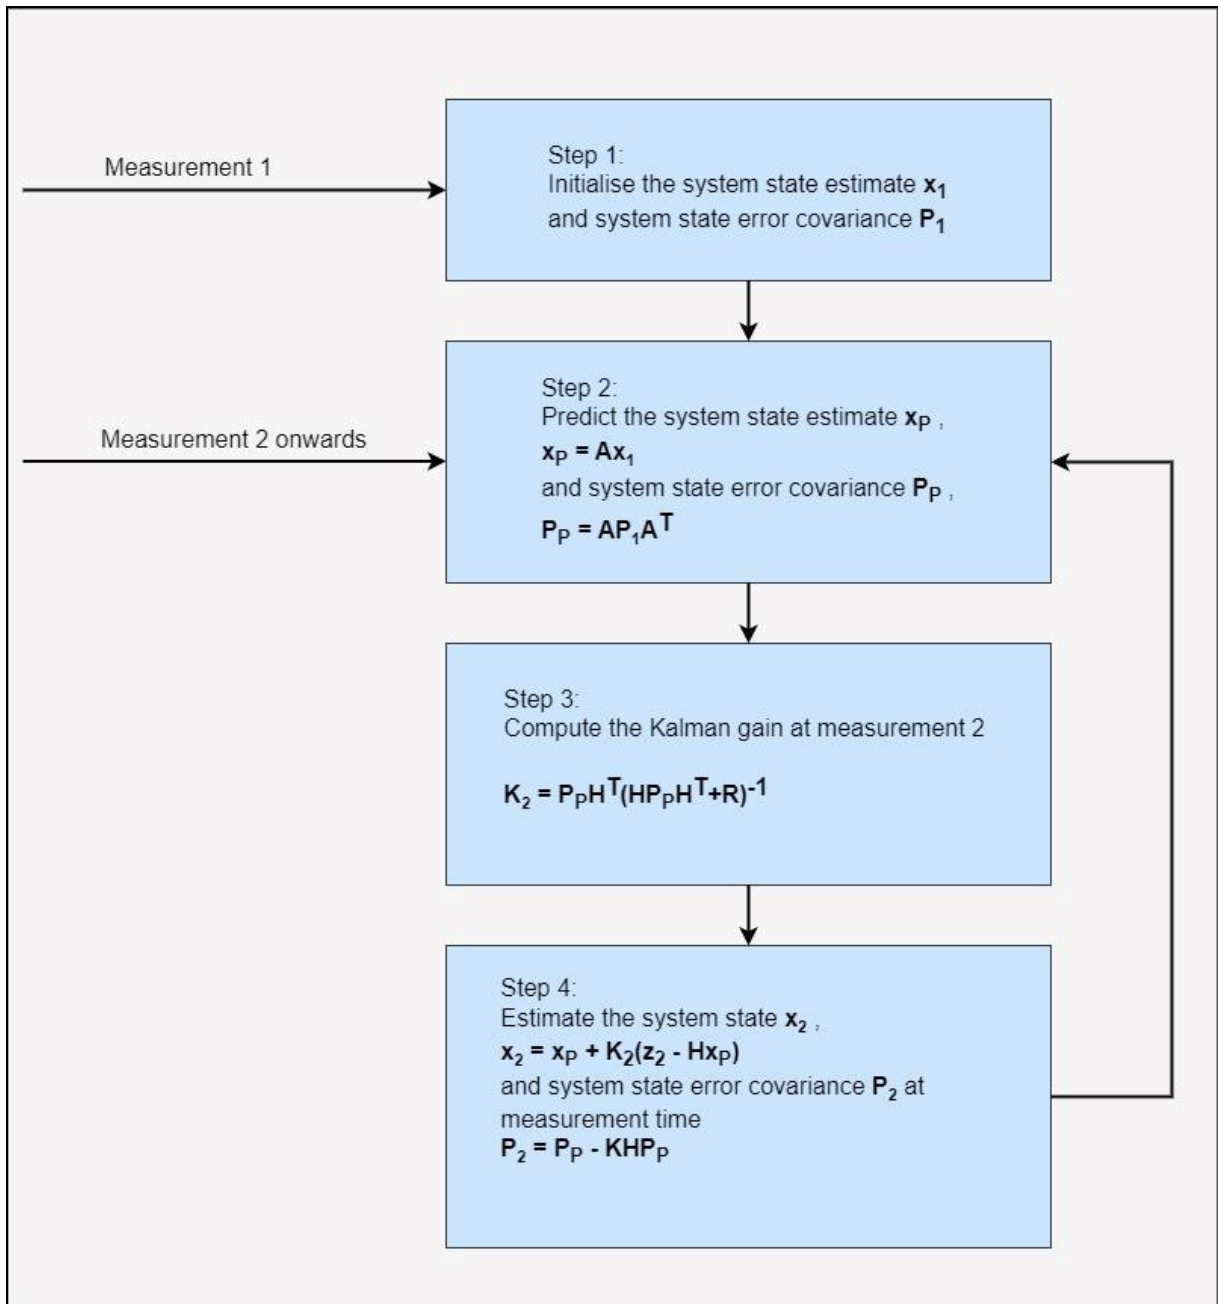 Measurement 1
Step 1:
Initialise the system state estimate x₁
and system state error covariance P₁
Measurement 2 onwards
Step 2:
Predict the system state estimate xₚ ,
xₚ = Ax₁
and system state error covariance Pₚ ,
Pₚ = AP₁Aᵀ
Step 3:
Compute the Kalman gain at measurement 2
K₂ = PₚHᵀ(HPₚHᵀ+R)⁻¹
Step 4:
Estimate the system state x₂ ,
x₂ = xₚ + K₂(z₂ - Hxₚ)
and system state error covariance P₂ at
measurement time
P₂ = Pₚ - KHPₚ